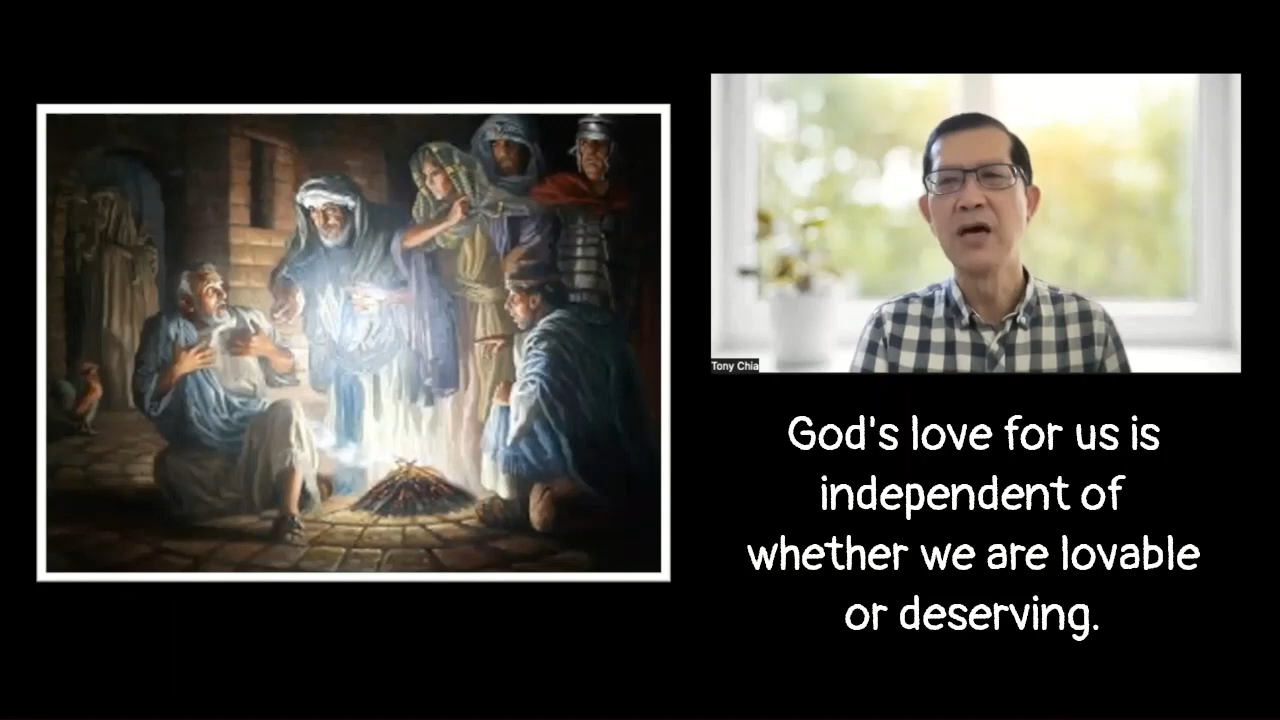 Tony Chia
God's love for us is
independent of
whether we are lovable
or deserving.